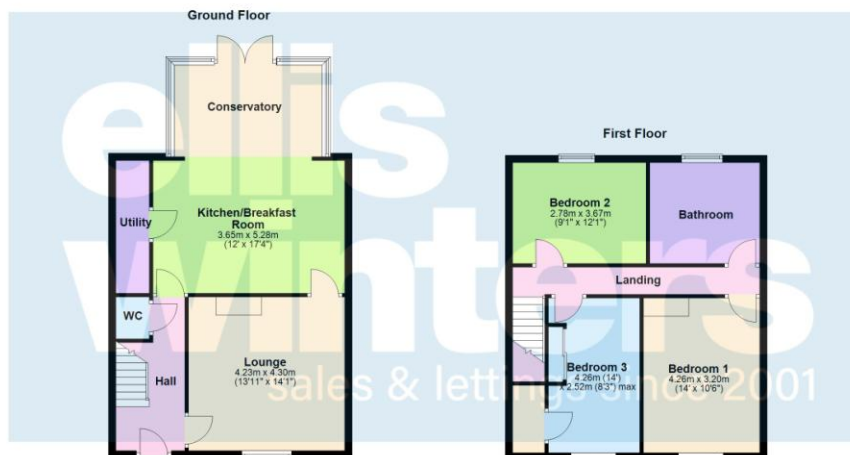 Ground Floor
Conservatory
Utility
Kitchen/Breakfast
Room
3.65m x 5.28m
(12' x 17'4")
WC
Hall
Lounge
4.23m x 4.30m
(13'11" x 14'1")
First Floor
Bedroom 2
2.78m x 3.67m
(9'1" x 12'1")
Bathroom
Landing
Bedroom 3
4.26m (14')
x 2.52m (8'3") max
Bedroom 1
4.26m x 3.20m
(14' x 10'6")
ellis
winters
sales & lettings since 2001